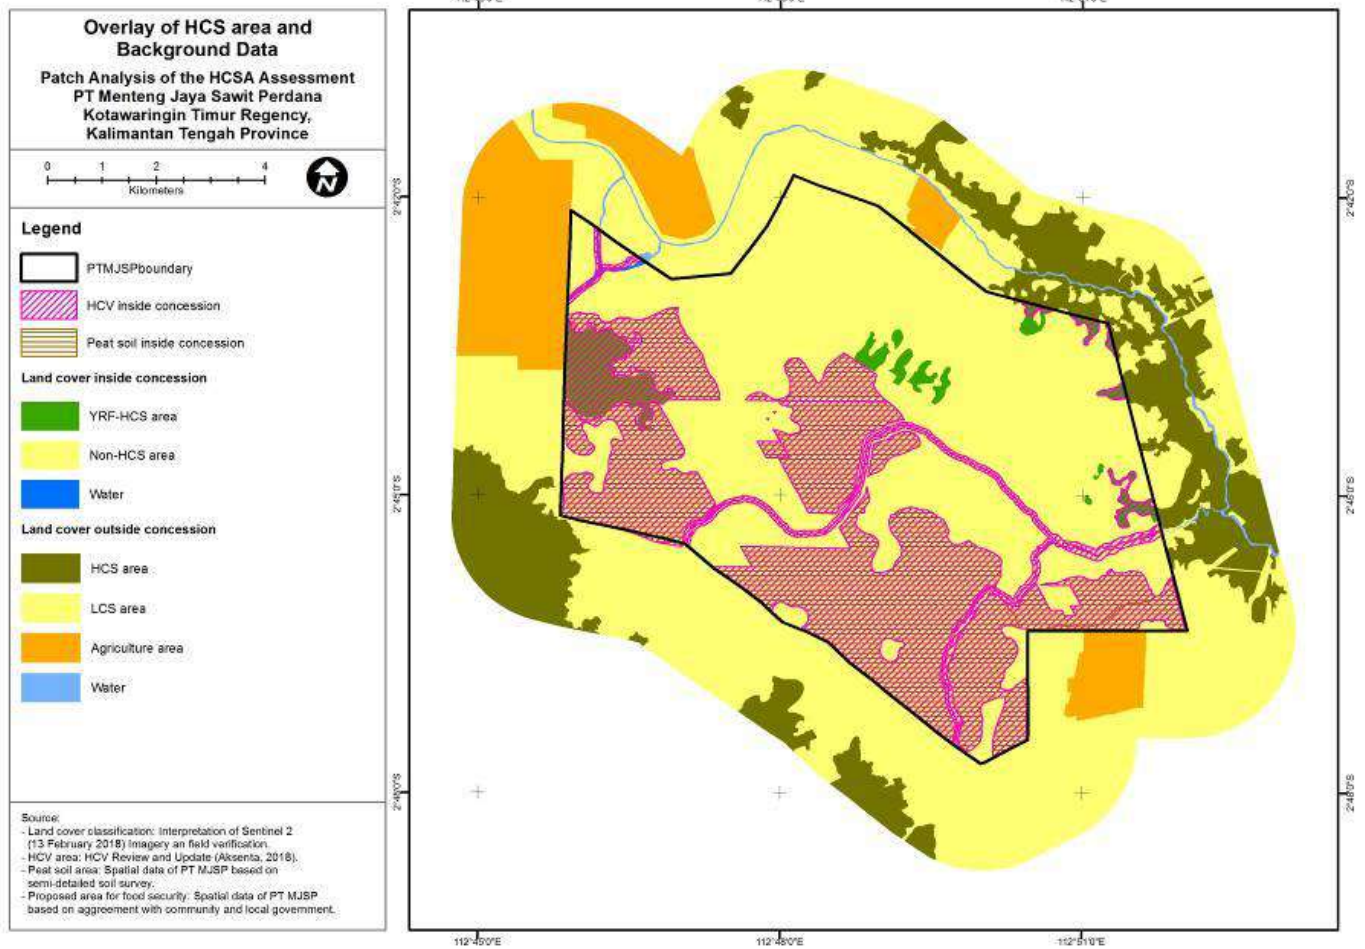 Overlay of HCS area and
Background Data
Patch Analysis of the HCSA Assessment
PT Menteng Jaya Sawit Perdana
Kotawaringin Timur Regency,
Kalimantan Tengah Province
0 1 2 4
Kilometers
N
Legend
PTMJSPboundary
HCV inside concession
Peat soil inside concession
Land cover inside concession
YRF-HCS area
Non-HCS area
Water
Land cover outside concession
HCS area
LCS area
Agriculture area
Water
Source:
- Land cover classification: Interpretation of Sentinel 2
(13 February 2018) Imagery an field verification.
- HCV area: HCV Review and Update (Aksenta, 2018).
- Peat soil area: Spatial data of PT MJSP based on
semi-detailed soil survey.
- Proposed area for food security: Spatial data of PT MJSP
based on aggreement with community and local government.
2°42'0"S
2°42'0"S
2°45'0"S
2°45'0"S
2°48'0"S
2°48'0"S
112°45'0"E
112°48'0"E
112°51'0"E